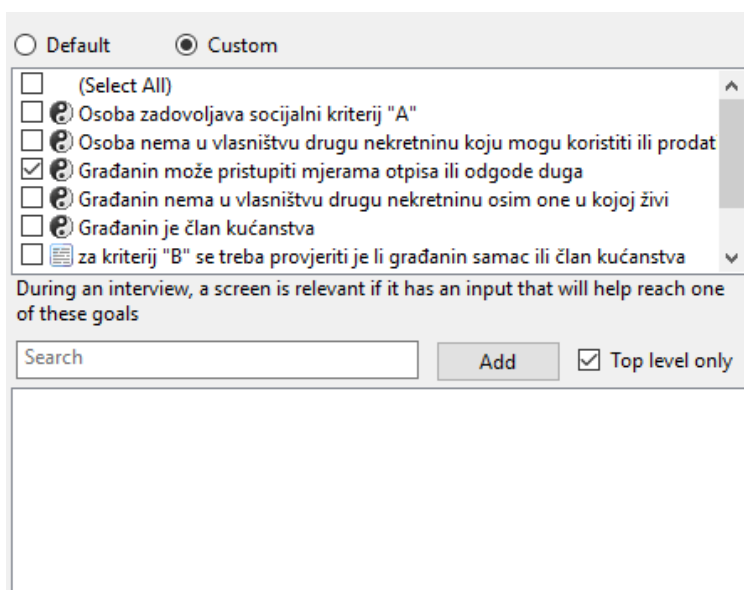 Default Custom
(Select All)
Osoba zadovoljava socijalni kriterij "A"
Osoba nema u vlasništvu drugu nekretninu koju mogu koristiti ili prodati
Građanin može pristupiti mjerama otpisa ili odgode duga
Građanin nema u vlasništvu drugu nekretninu osim one u kojoj živi
Građanin je član kućanstva
za kriterij "B" se treba provjeriti je li građanin samac ili član kućanstva
During an interview, a screen is relevant if it has an input that will help reach one
of these goals
Search Add Top level only